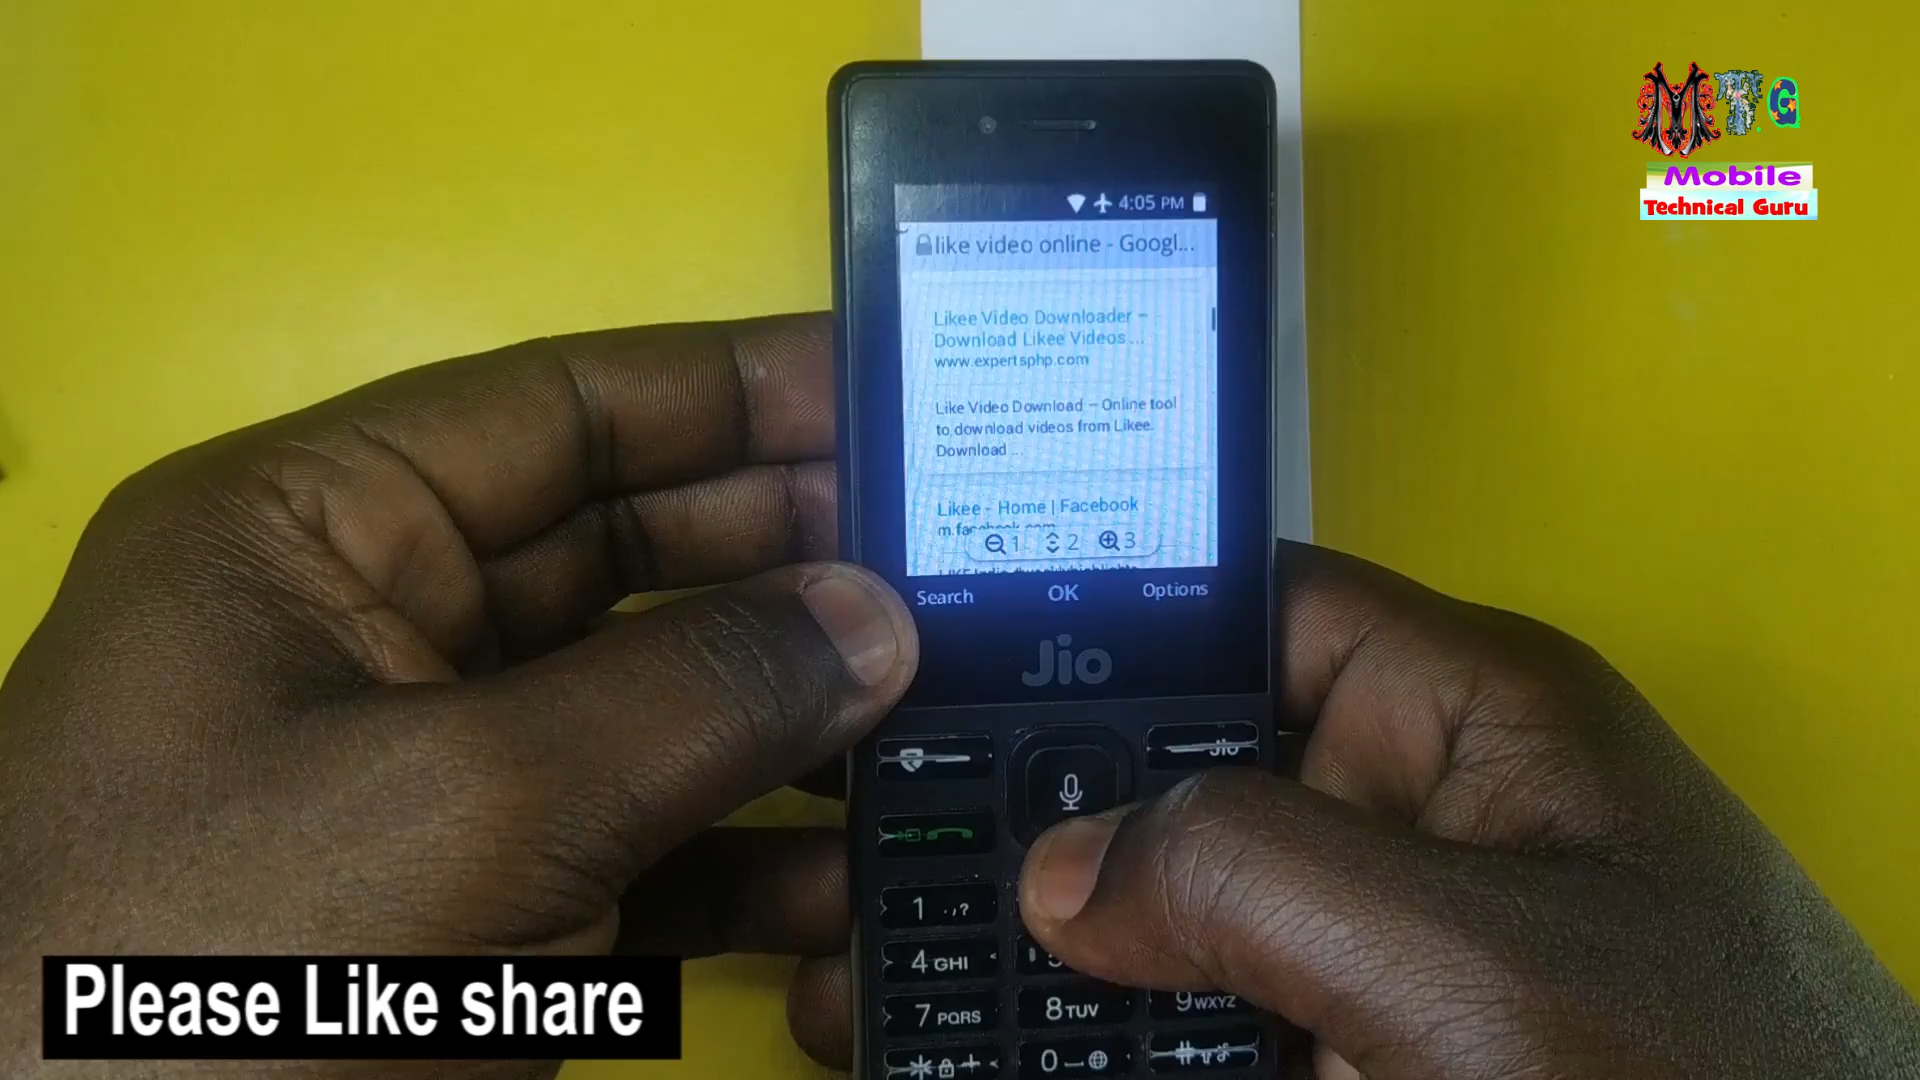 M.T.G
Mobile
Technical Guru
4:05 PM
like video online - Googl...
Likee Video Downloader –
Download Likee Videos ...
www.expertsphp.com
Like Video Download – Online tool
to download videos from Likee.
Download ...
Likee - Home | Facebook
1 2 3
Search OK Options
Jio
Jio
1 .,?
4 GHI
5
7 PQRS 8 TUV 9 WXYZ
* + 0 #
Please Like share